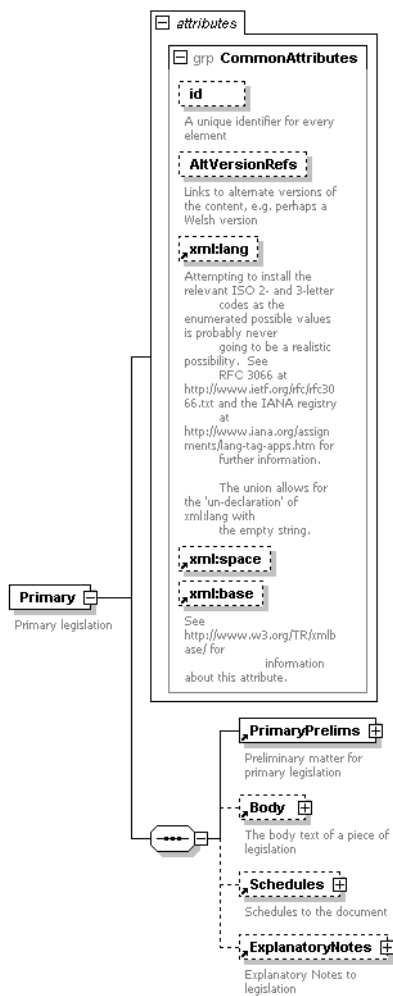 attributes
grp CommonAttributes
id
A unique identifier for every
element
AltVersionRefs
Links to alternate versions of
the content, e.g. perhaps a
Welsh version
xml:lang
Attempting to install the
relevant ISO 2- and 3-letter
codes as the
enumerated possible values
is probably never
going to be a realistic
possibility.  See
RFC 3066 at
http://www.ietf.org/rfc/rfc30
66.txt and the IANA registry
at
http://www.iana.org/assign
ments/lang-tag-apps.htm for
further information.
The union allows for
the 'un-declaration' of
xml:lang with
the empty string.
xml:space
xml:base
See
http://www.w3.org/TR/xmlb
ase/ for
information
about this attribute.
Primary
Primary legislation
PrimaryPrelims
Preliminary matter for
primary legislation
Body
The body text of a piece of
legislation
Schedules
Schedules to the document
ExplanatoryNotes
Explanatory Notes to
legislation